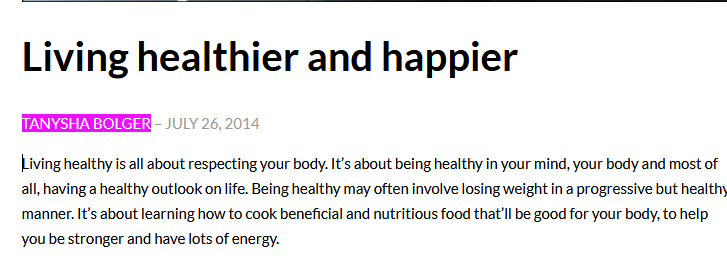 Living healthier and happier
TANYSHA BOLGER – JULY 26, 2014
Living healthy is all about respecting your body. It’s about being healthy in your mind, your body and most of
all, having a healthy outlook on life. Being healthy may often involve losing weight in a progressive but healthy
manner. It’s about learning how to cook beneficial and nutritious food that’ll be good for your body, to help
you be stronger and have lots of energy.